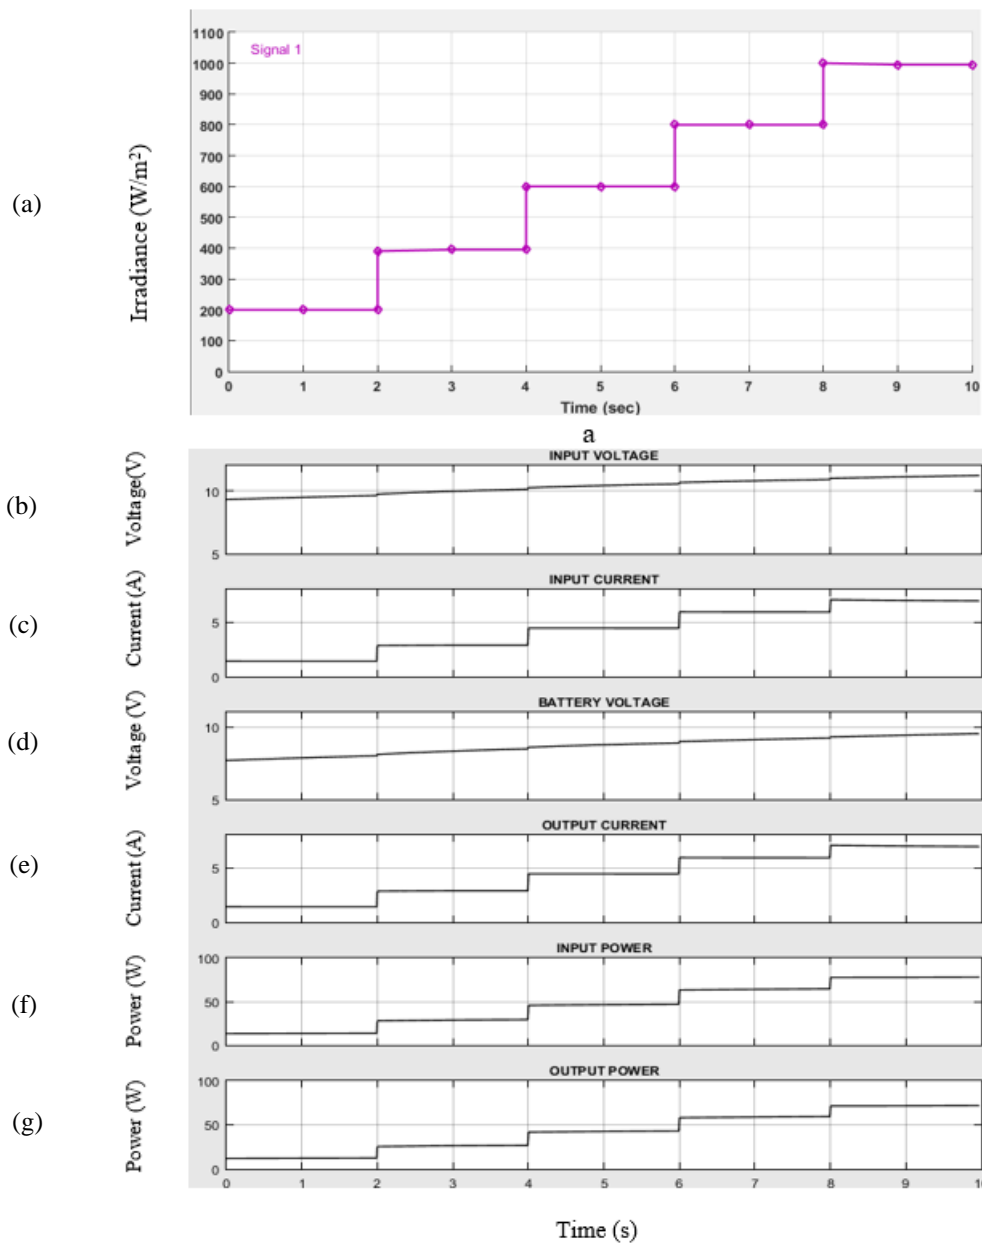 1100
Signal 1
1000
900
800
700
600
500
400
300
200
100
0
0 1 2 3 4 5 6 7 8 9 10
Time (sec)
Irradiance (W/m²)
(a)
a
INPUT VOLTAGE
(b)
Voltage(V)
10
5
INPUT CURRENT
(c)
Current (A)
5
0
BATTERY VOLTAGE
(d)
Voltage (V)
10
5
OUTPUT CURRENT
(e)
Current (A)
5
0
INPUT POWER
(f)
Power (W)
100
50
0
OUTPUT POWER
(g)
Power (W)
100
50
0
0 1 2 3 4 5 6 7 8 9
Time (s)